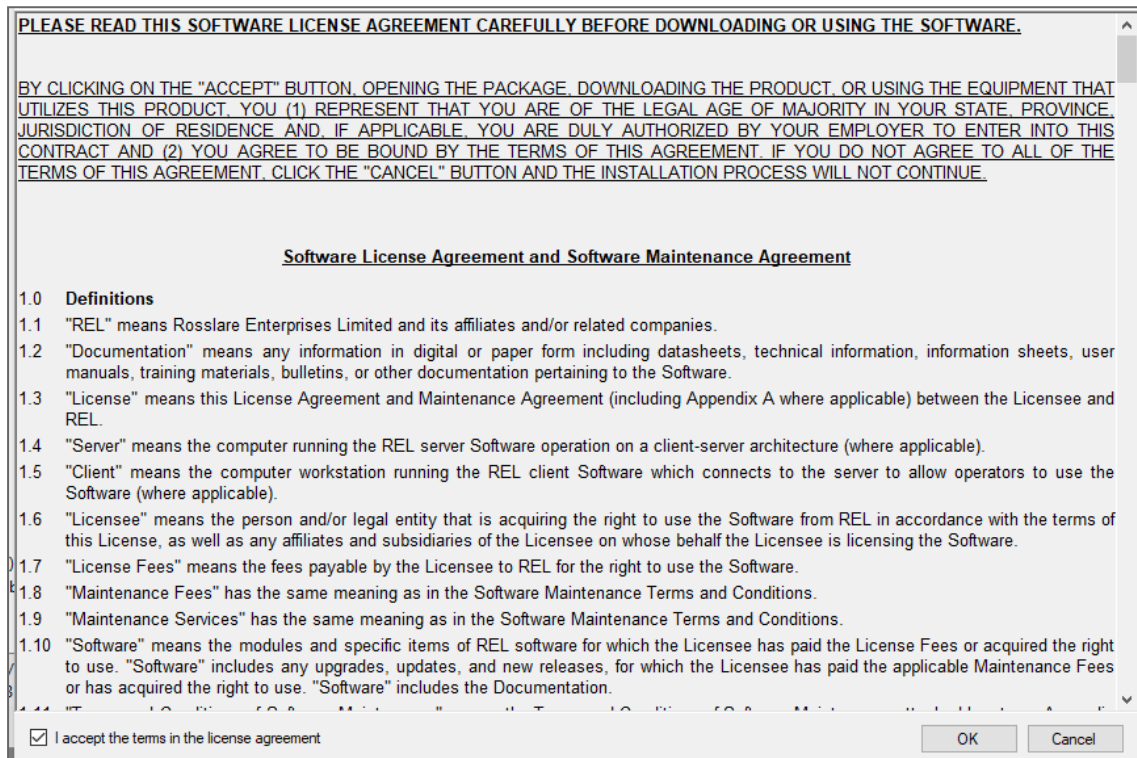 PLEASE READ THIS SOFTWARE LICENSE AGREEMENT CAREFULLY BEFORE DOWNLOADING OR USING THE SOFTWARE.
BY CLICKING ON THE "ACCEPT" BUTTON, OPENING THE PACKAGE, DOWNLOADING THE PRODUCT, OR USING THE EQUIPMENT THAT
UTILIZES THIS PRODUCT, YOU (1) REPRESENT THAT YOU ARE OF THE LEGAL AGE OF MAJORITY IN YOUR STATE, PROVINCE,
JURISDICTION OF RESIDENCE AND, IF APPLICABLE, YOU ARE DULY AUTHORIZED BY YOUR EMPLOYER TO ENTER INTO THIS
CONTRACT AND (2) YOU AGREE TO BE BOUND BY THE TERMS OF THIS AGREEMENT. IF YOU DO NOT AGREE TO ALL OF THE
TERMS OF THIS AGREEMENT, CLICK THE "CANCEL" BUTTON AND THE INSTALLATION PROCESS WILL NOT CONTINUE.
Software License Agreement and Software Maintenance Agreement
1.0 Definitions
1.1 "REL" means Rosslare Enterprises Limited and its affiliates and/or related companies.
1.2 "Documentation" means any information in digital or paper form including datasheets, technical information, information sheets, user
manuals, training materials, bulletins, or other documentation pertaining to the Software.
1.3 "License" means this License Agreement and Maintenance Agreement (including Appendix A where applicable) between the Licensee and
REL.
1.4 "Server" means the computer running the REL server Software operation on a client-server architecture (where applicable).
1.5 "Client" means the computer workstation running the REL client Software which connects to the server to allow operators to use the
Software (where applicable).
1.6 "Licensee" means the person and/or legal entity that is acquiring the right to use the Software from REL in accordance with the terms of
this License, as well as any affiliates and subsidiaries of the Licensee on whose behalf the Licensee is licensing the Software.
1.7 "License Fees" means the fees payable by the Licensee to REL for the right to use the Software.
1.8 "Maintenance Fees" has the same meaning as in the Software Maintenance Terms and Conditions.
1.9 "Maintenance Services" has the same meaning as in the Software Maintenance Terms and Conditions.
1.10 "Software" means the modules and specific items of REL software for which the Licensee has paid the License Fees or acquired the right
to use. "Software" includes any upgrades, updates, and new releases, for which the Licensee has paid the applicable Maintenance Fees
or has acquired the right to use. "Software" includes the Documentation.
I accept the terms in the license agreement
OK
Cancel